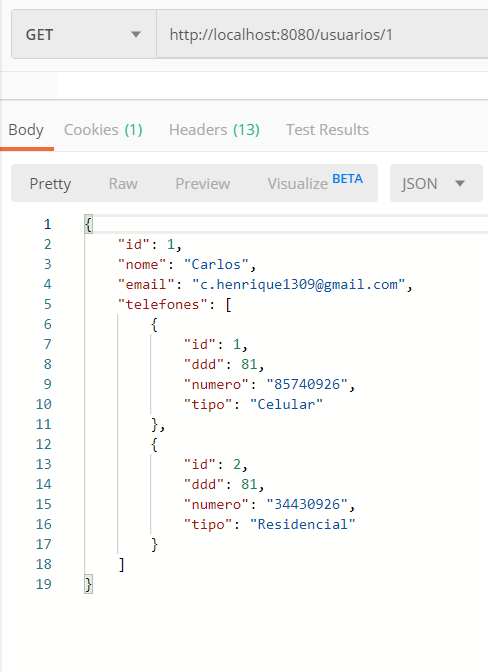 GET http://localhost:8080/usuarios/1
Body Cookies (1) Headers (13) Test Results
Pretty Raw Preview Visualize BETA JSON
1 {
2 "id": 1,
3 "nome": "Carlos",
4 "email": "c.henrique1309@gmail.com",
5 "telefones": [
6 {
7 "id": 1,
8 "ddd": 81,
9 "numero": "85740926",
10 "tipo": "Celular"
11 },
12 {
13 "id": 2,
14 "ddd": 81,
15 "numero": "34430926",
16 "tipo": "Residencial"
17 }
18 ]
19 }